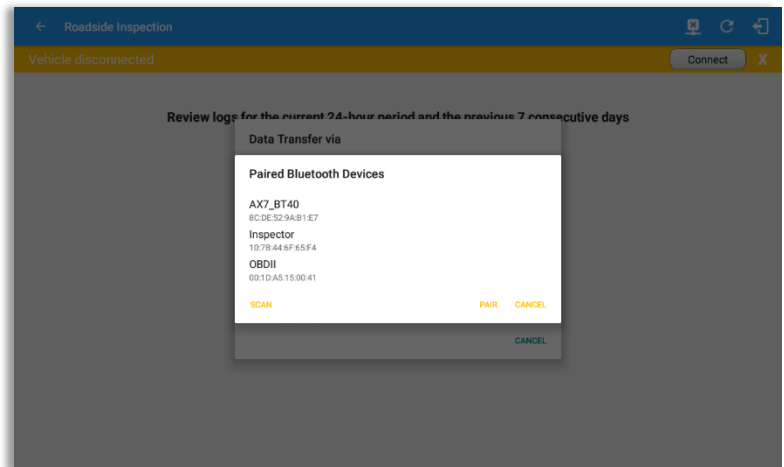 Roadside Inspection
Vehicle disconnected
Connect
X
Review logs for the current 24-hour period and the previous 7 consecutive days
Data Transfer via
Paired Bluetooth Devices
AX7_BT40
8C:DE:52:9A:B1:E7
Inspector
10:7B:44:6F:65:F4
OBDII
00:1D:A5:15:00:41
SCAN
PAIR
CANCEL
CANCEL